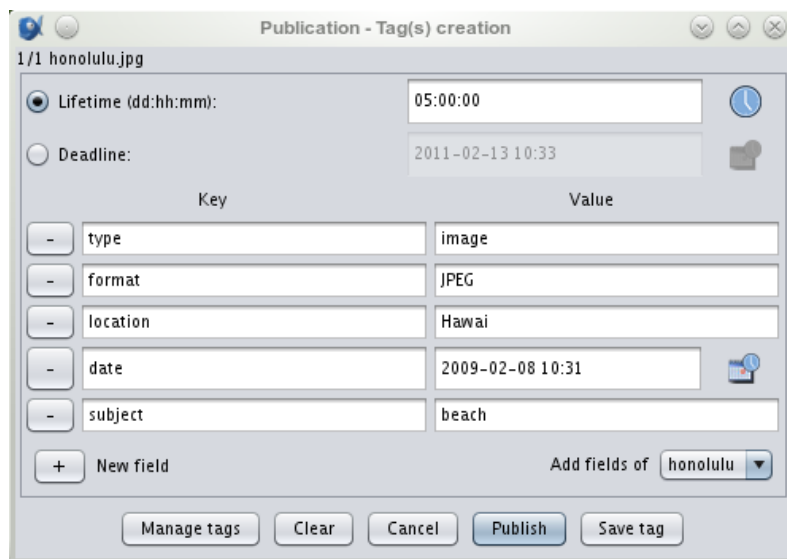 Publication - Tag(s) creation
1/1 honolulu.jpg
Lifetime (dd:hh:mm): 05:00:00
Deadline: 2011-02-13 10:33
Key Value
- type image
- format JPEG
- location Hawai
- date 2009-02-08 10:31
- subject beach
+ New field Add fields of honolulu
Manage tags Clear Cancel Publish Save tag